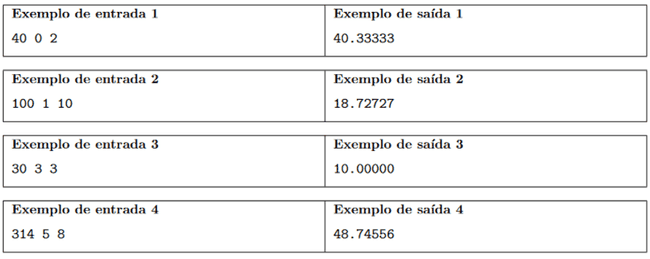 Exemplo de entrada 1
Exemplo de saída 1
40 0 2
40.33333
Exemplo de entrada 2
Exemplo de saída 2
100 1 10
18.72727
Exemplo de entrada 3
Exemplo de saída 3
30 3 3
10.00000
Exemplo de entrada 4
Exemplo de saída 4
314 5 8
48.74556